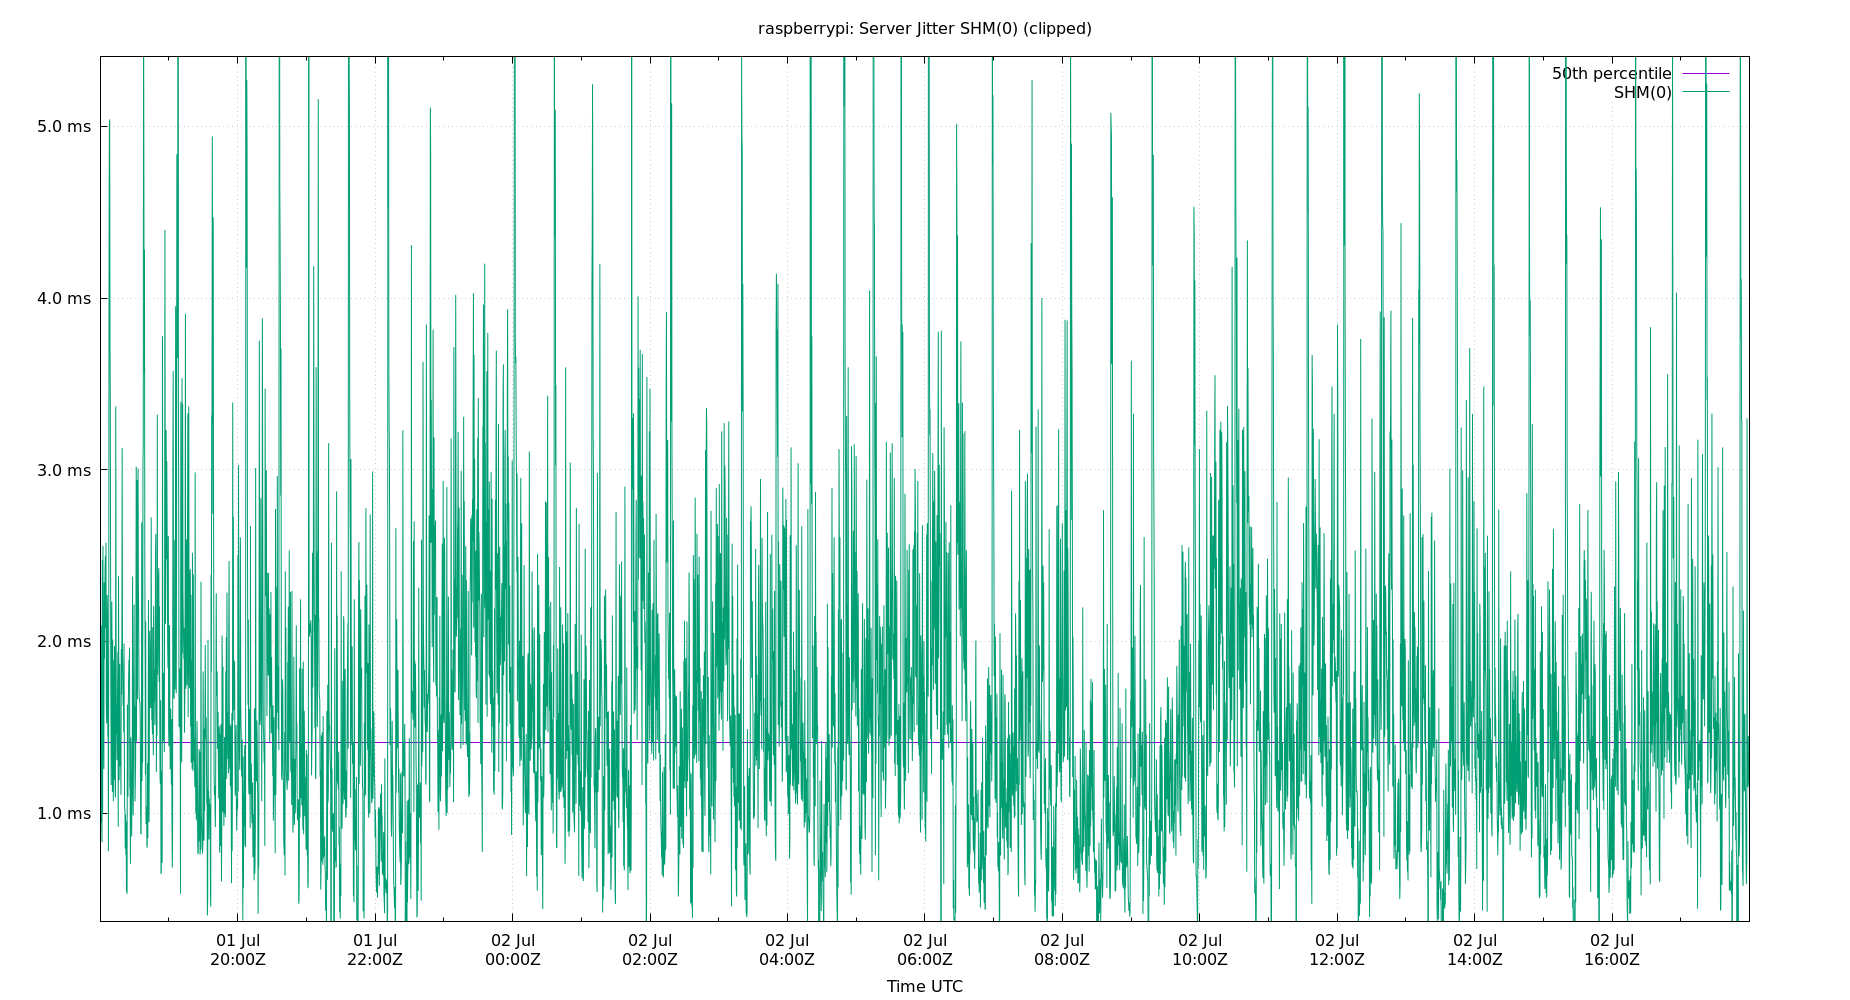 raspberrypi: Server Jitter SHM(0) (clipped)
50th percentile
SHM(0)
5.0 ms
4.0 ms
3.0 ms
2.0 ms
1.0 ms
01 Jul 01 Jul 02 Jul 02 Jul 02 Jul 02 Jul 02 Jul 02 Jul 02 Jul 02 Jul 02 Jul
20:00Z 22:00Z 00:00Z 02:00Z 04:00Z 06:00Z 08:00Z 10:00Z 12:00Z 14:00Z 16:00Z
Time UTC